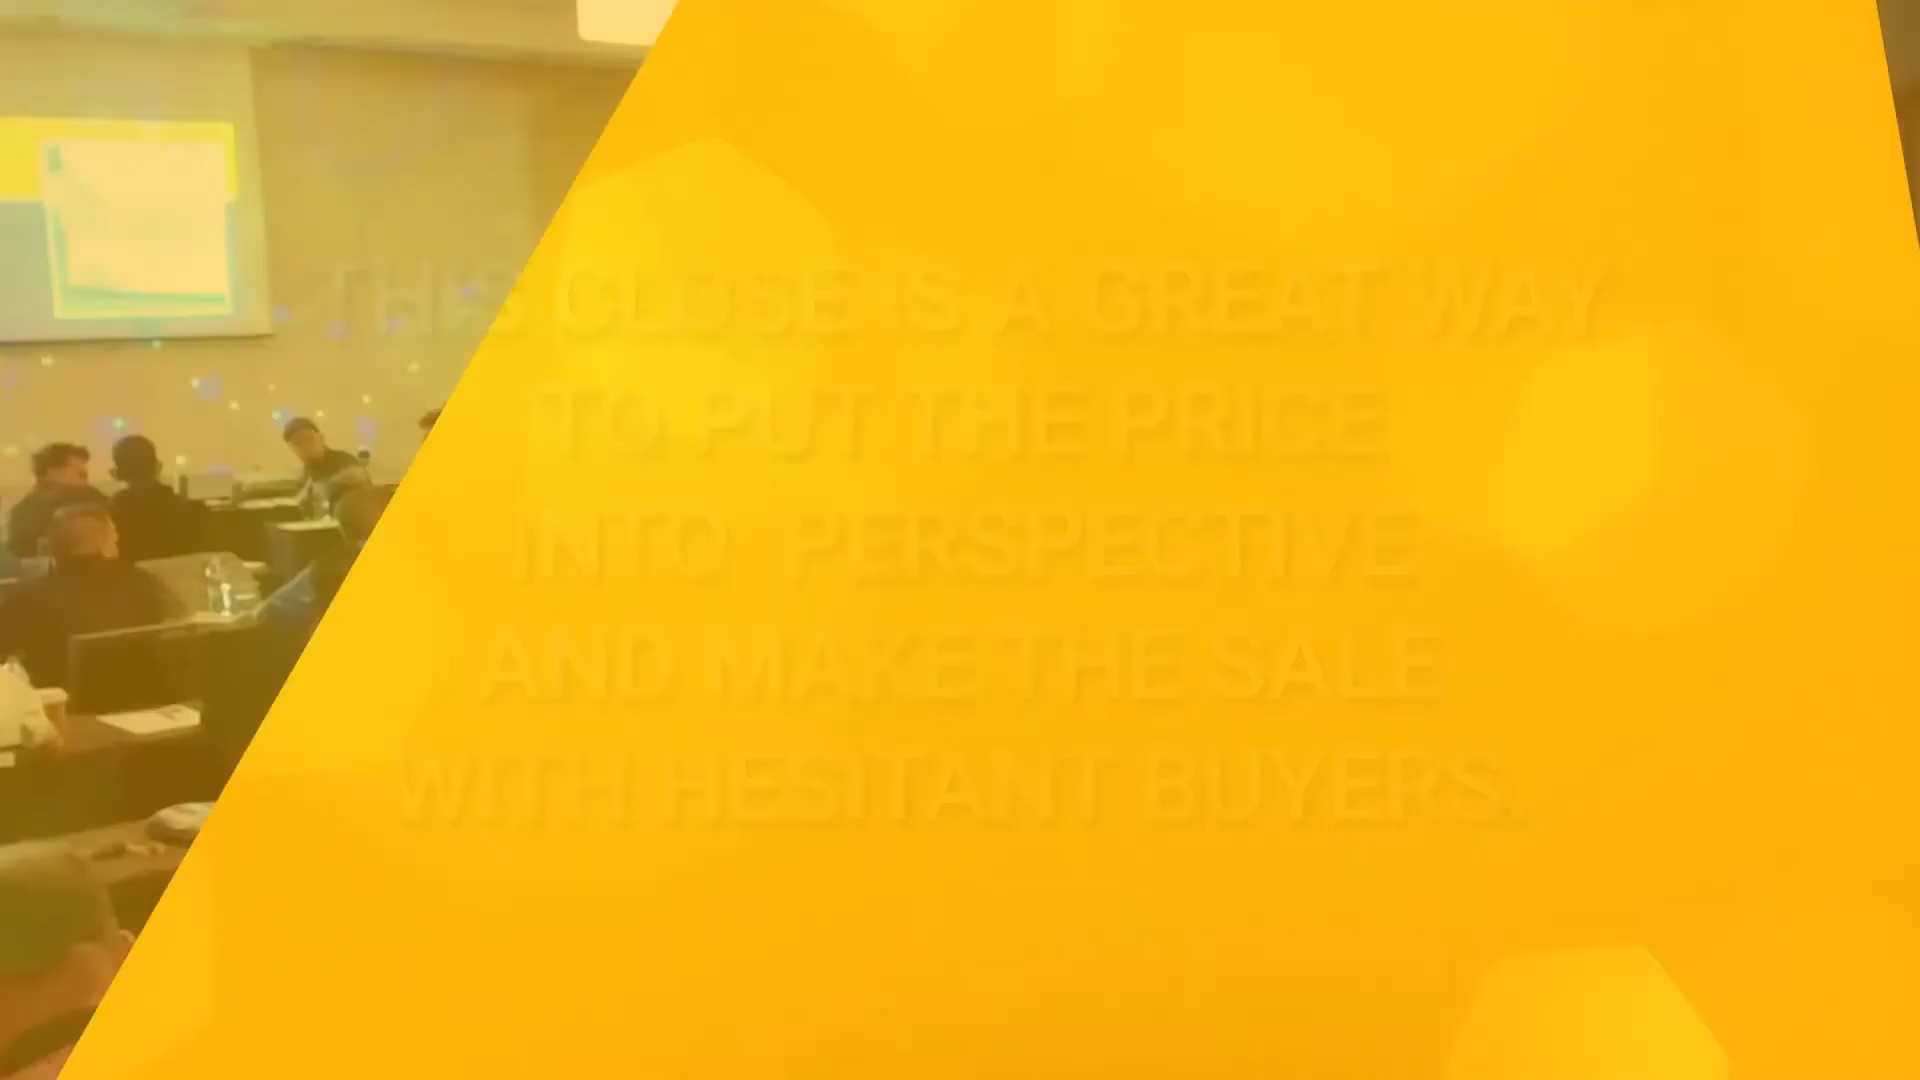 THIS CLOSE IS A GREAT WAY
TO PUT THE PRICE
INTO PERSPECTIVE
AND MAKE THE SALE
WITH HESITANT BUYERS.